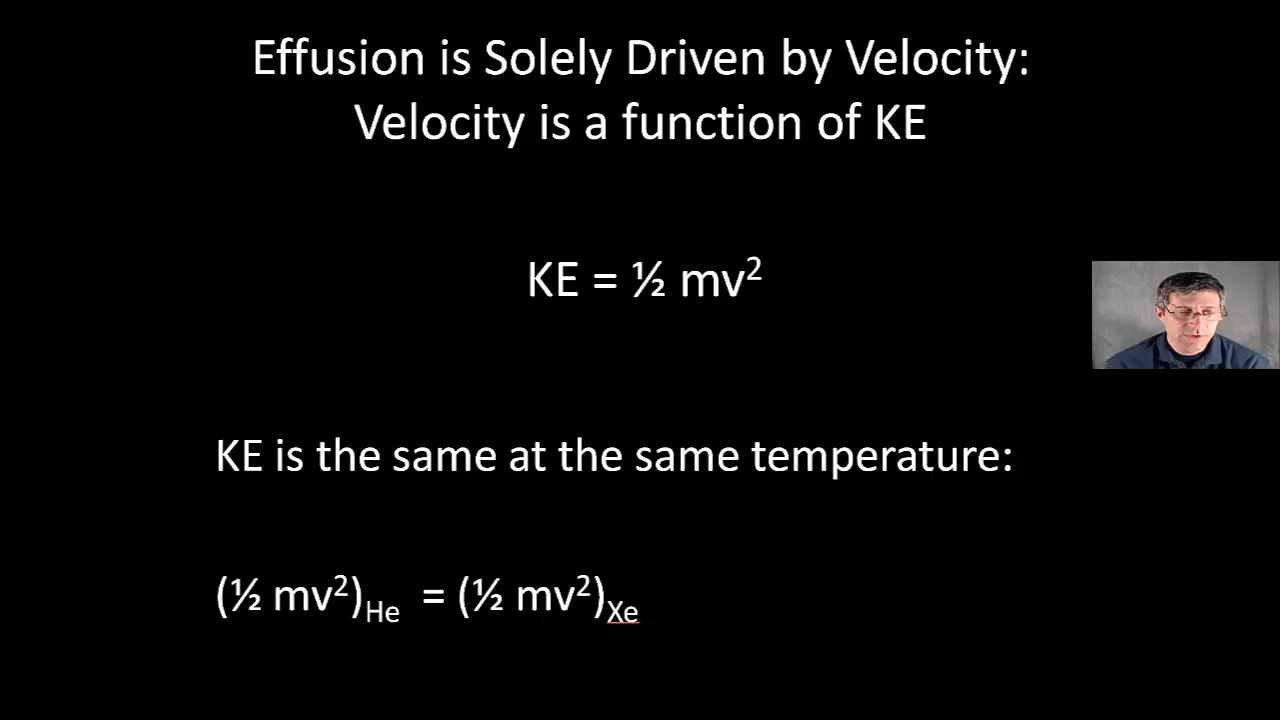 Effusion is Solely Driven by Velocity:
Velocity is a function of KE
KE = ½ mv²
KE is the same at the same temperature:
(½ mv²)He = (½ mv²)Xe